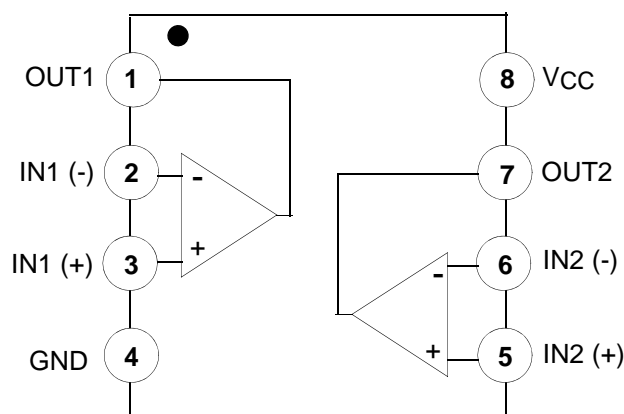 OUT1 1
8 VCC
IN1 (-) 2 -
7 OUT2
IN1 (+) 3 +
- 6 IN2 (-)
GND 4
+ 5 IN2 (+)